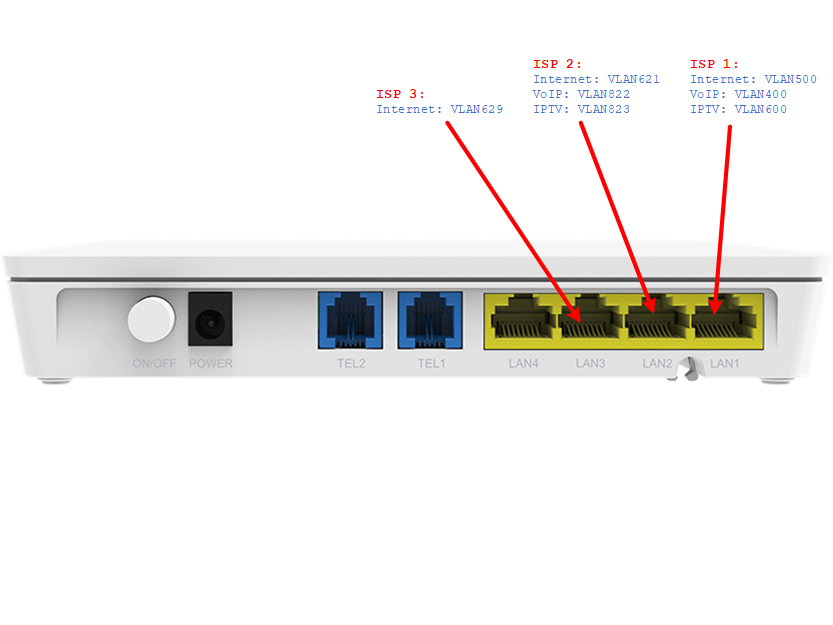 ISP 3:
Internet: VLAN629
ISP 2:
Internet: VLAN621
VoIP: VLAN822
IPTV: VLAN823
ISP 1:
Internet: VLAN500
VoIP: VLAN400
IPTV: VLAN600
ON/OFF
POWER
TEL2
TEL1
LAN4
LAN3
LAN2
LAN1